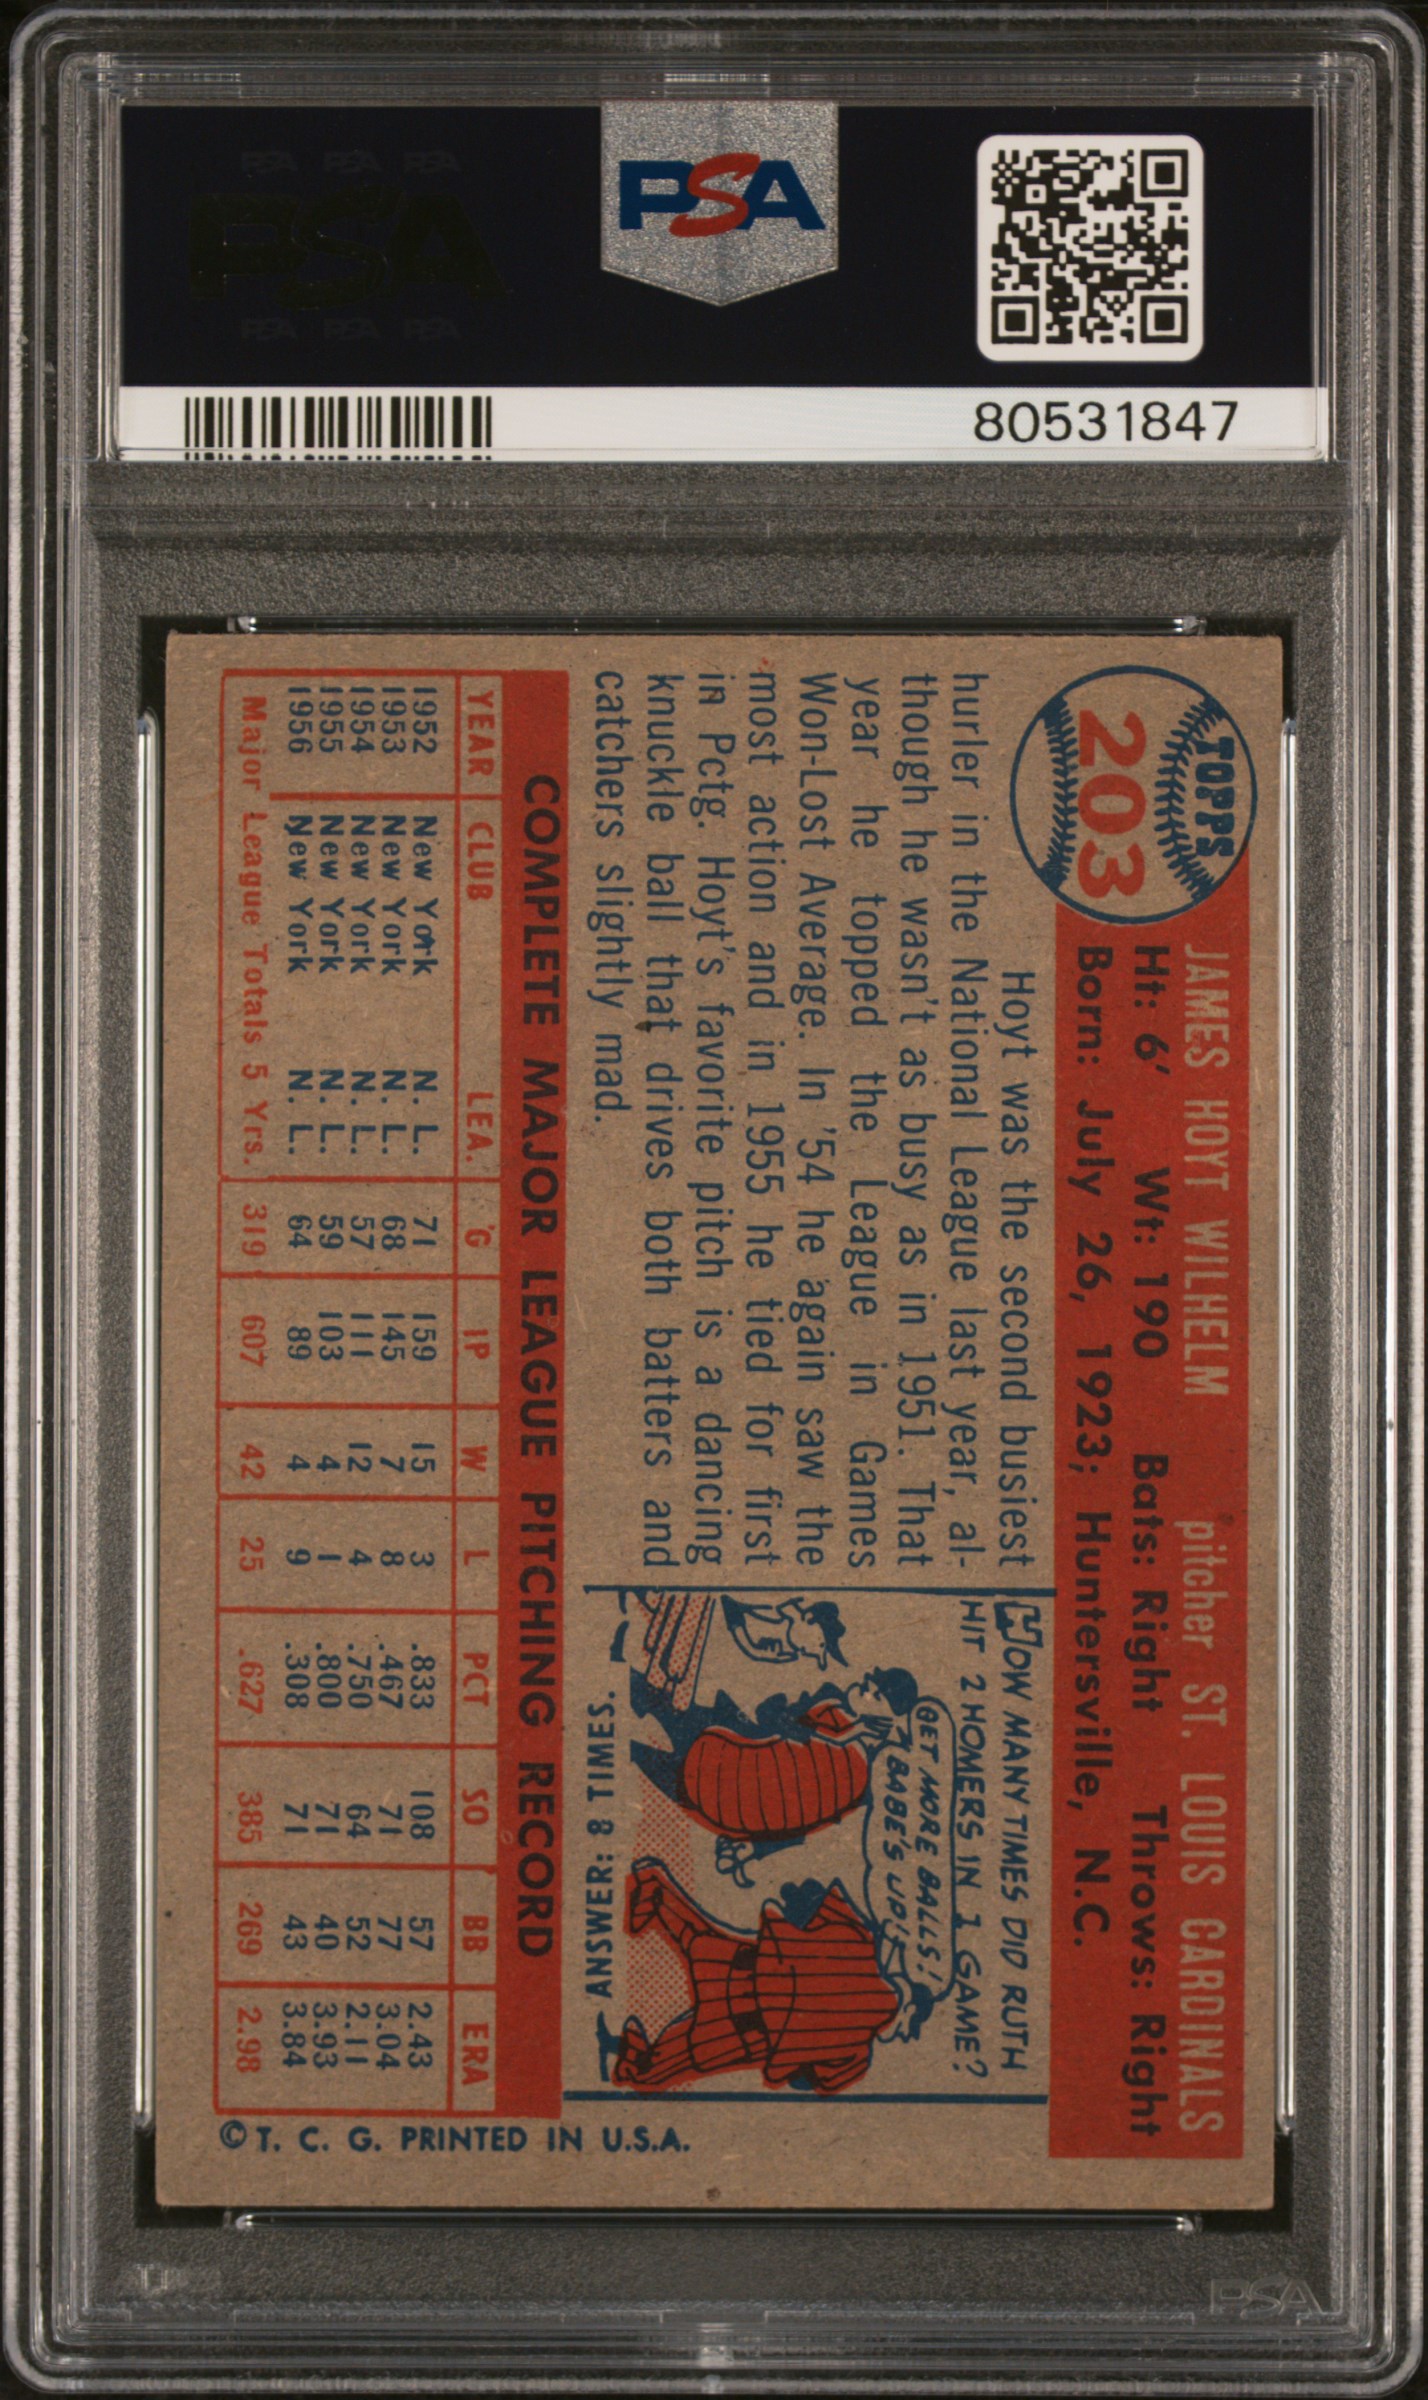 PSA PSA PSA
PSA
PSA PSA PSA
PSA
80531847
TOPPS
203
JAMES HOYT WILHELM pitcher ST. LOUIS CARDINALS
Ht: 6' Wt: 190 Bats: Right Throws: Right
Born: July 26, 1923; Huntersville, N.C.
Hoyt was the second busiest
hurler in the National League last year, al-
though he wasn't as busy as in 1951. That
year he topped the League in Games
Won-Lost Average. In '54 he again saw the
most action and in 1955 he tied for first
in Pctg. Hoyt's favorite pitch is a dancing
knuckle ball that drives both batters and
catchers slightly mad.
HOW MANY TIMES DID RUTH
HIT 2 HOMERS IN 1 GAME?
GET MORE BALLS!
BABE'S UP!
ANSWER: 8 TIMES.
COMPLETE MAJOR LEAGUE PITCHING RECORD
YEAR CLUB LEA. G IP W L PCT SO BB ERA
1952 New York N. L. 71 159 15 3 .833 108 57 2.43
1953 New York N. L. 68 145 7 8 .467 71 77 3.04
1954 New York N. L. 57 111 12 4 .750 64 52 2.11
1955 New York N. L. 59 103 4 1 .800 71 40 3.93
1956 New York N. L. 64 89 4 9 .308 71 43 3.84
Major League Totals 5 Yrs. 319 607 42 25 .627 385 269 2.98
© T. C. G. PRINTED IN U.S.A.
PSA